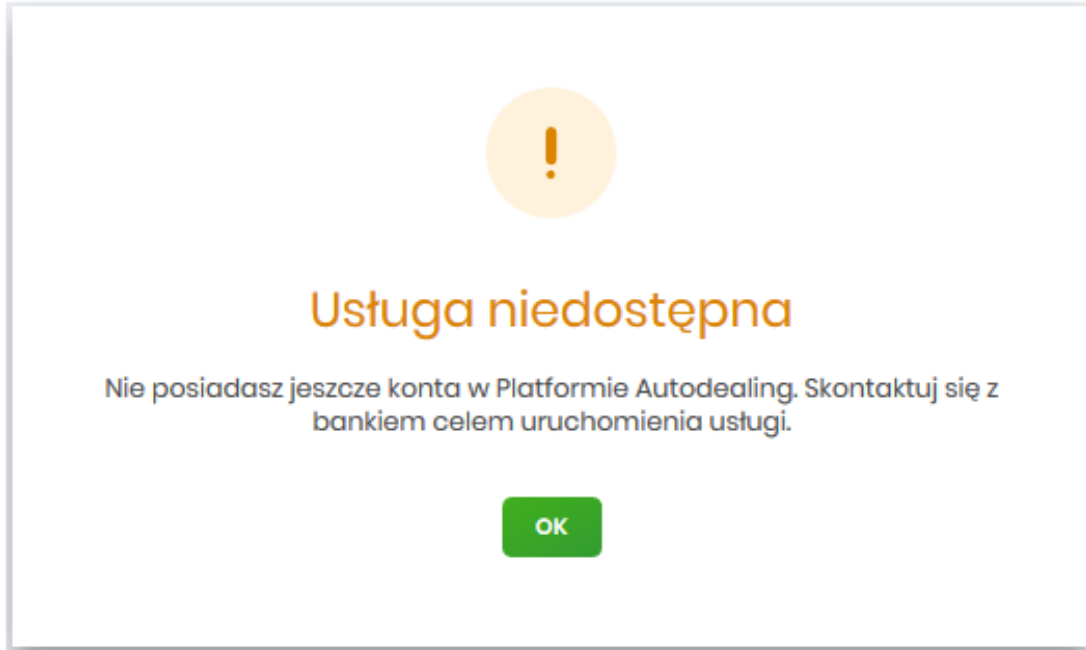 Usługa niedostępna
Nie posiadasz jeszcze konta w Platformie Autodealing. Skontaktuj się z
bankiem celem uruchomienia usługi.
OK